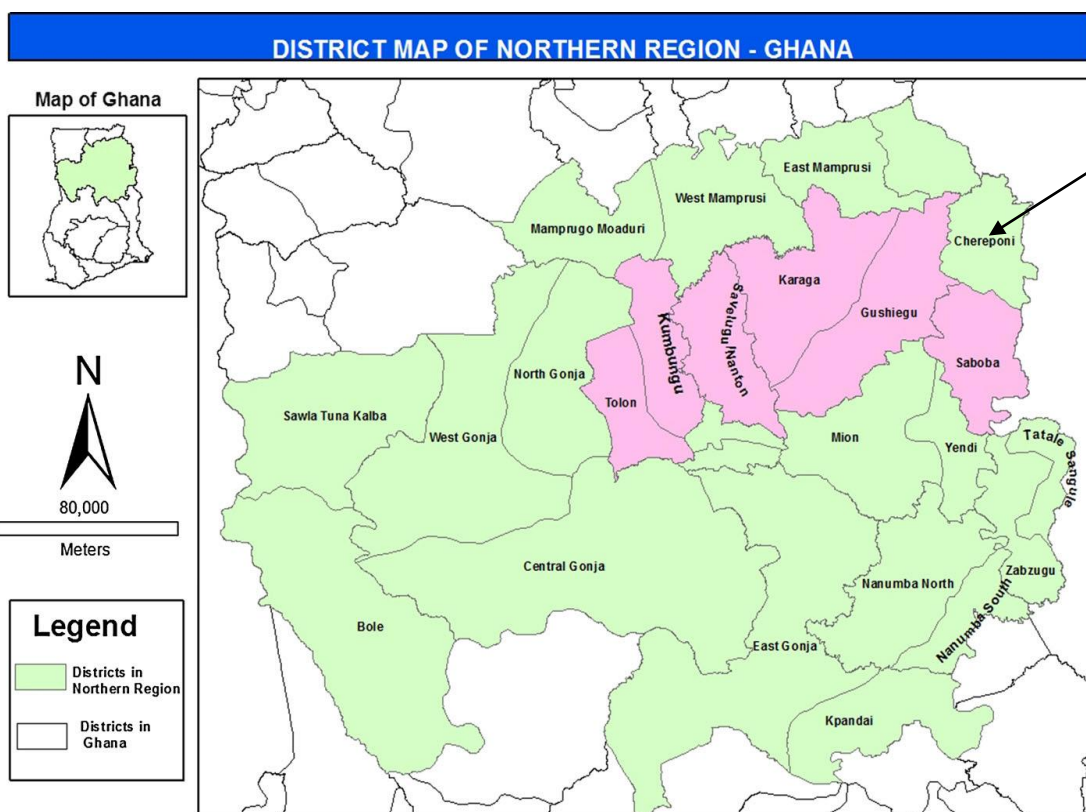 DISTRICT MAP OF NORTHERN REGION - GHANA
Map of Ghana
N
80,000
Meters
Legend
Districts in
Northern Region
Districts in
Ghana
East Mamprusi
West Mamprusi
Mamprugo Moaduri
Chereponi
Karaga
Gushiegu
Savelugu/Nanton
Kumbungu
Saboba
North Gonja
Tolon
Sawla Tuna Kalba
West Gonja
Mion
Yendi
Tatale Sangule
Central Gonja
Nanumba North
Zabzugu
Nanumba South
Bole
East Gonja
Kpandai